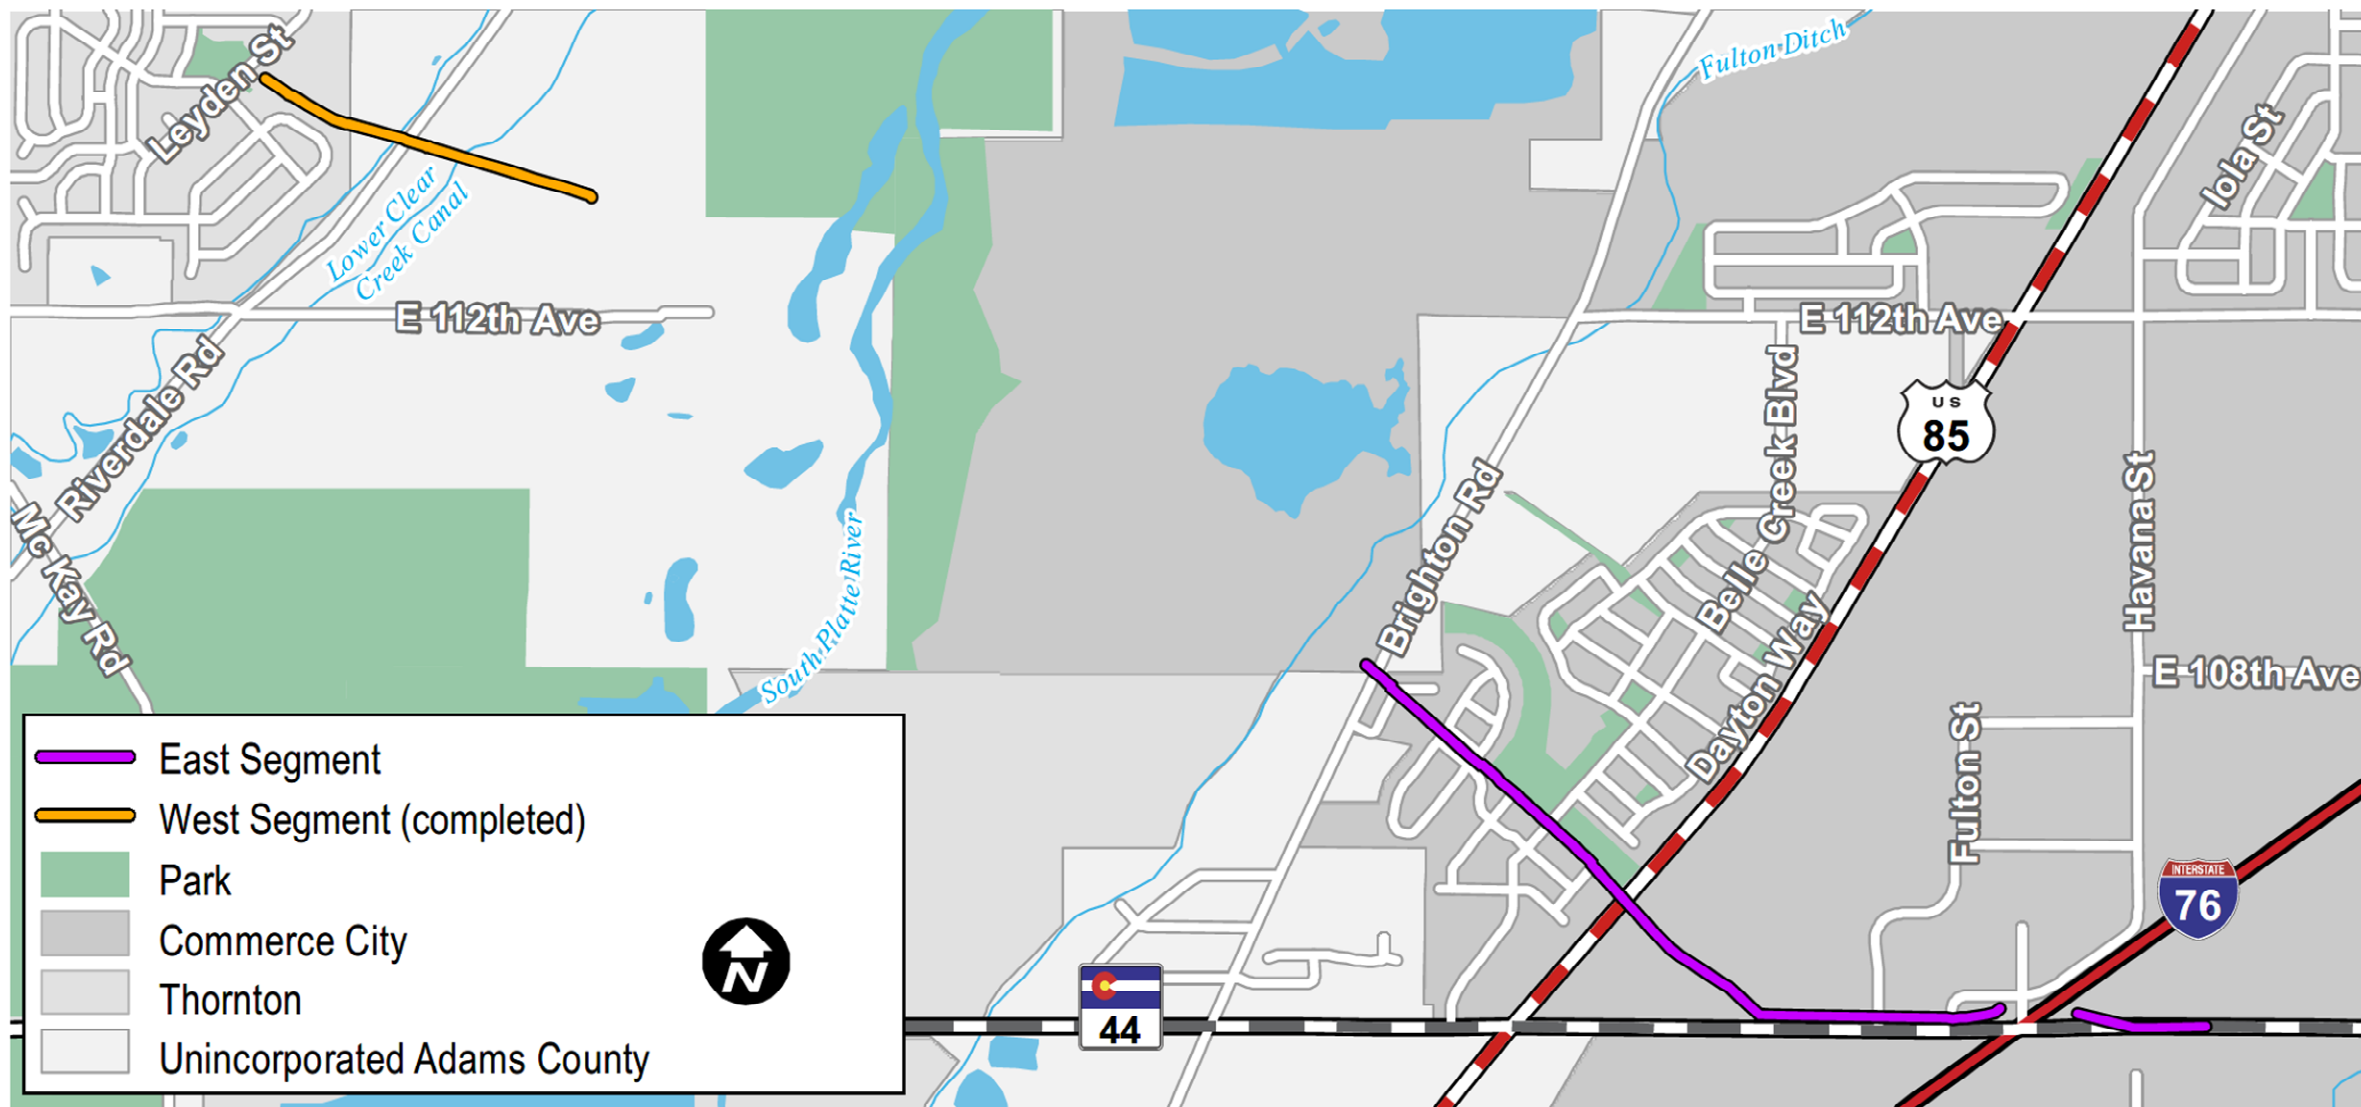 Leyden St
Fulton Ditch
Iola St
Lower Clear
Creek Canal
E 112th Ave
E 112th Ave
Riverdale Rd
Belle Creek Blvd
US
85
Brighton Rd
Havana St
Mc Kay Rd
South Platte River
Dayton Way
E 108th Ave
Fulton St
East Segment
West Segment (completed)
Park
Commerce City
Thornton
Unincorporated Adams County
N
INTERSTATE
76
44